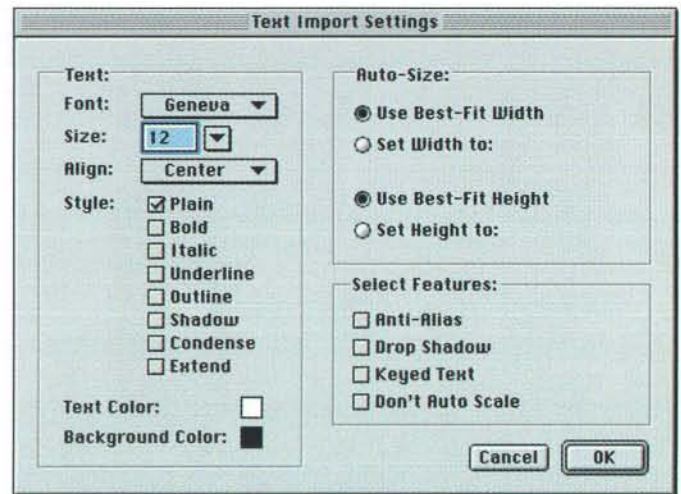 Text Import Settings
Text:
Font: Geneva
Size: 12
Align: Center
Style: Plain
Bold
Italic
Underline
Outline
Shadow
Condense
Extend
Text Color:
Background Color:
Auto-Size:
Use Best-Fit Width
Set Width to:
Use Best-Fit Height
Set Height to:
Select Features:
Anti-Alias
Drop Shadow
Keyed Text
Don't Auto Scale
Cancel OK